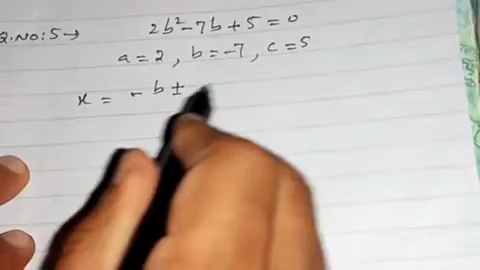 Q.NO:5→ 2b²-7b+5=0
a=2, b=-7, c=5
x = -b±